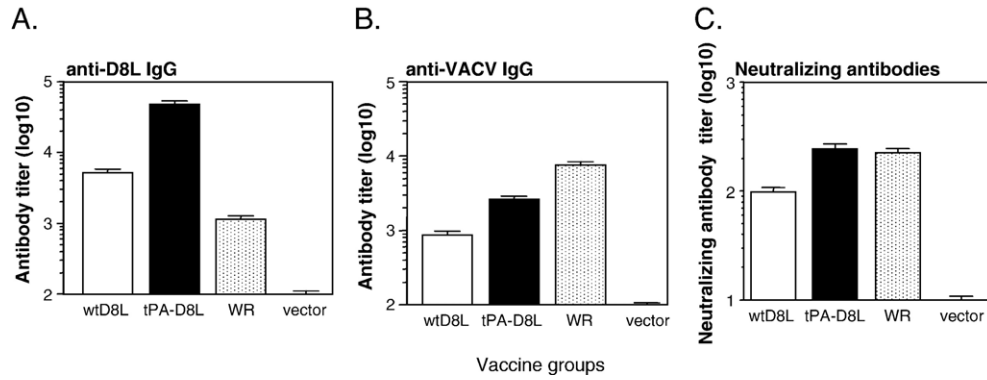 A.
anti-D8L IgG
Antibody titer (log10)
5
4
3
2
wtD8L tPA-D8L WR vector
B.
anti-VACV IgG
Antibody titer (log10)
5
4
3
2
wtD8L tPA-D8L WR vector
Vaccine groups
C.
Neutralizing antibodies
Neutralizing antibody titer (log10)
3
2
1
wtD8L tPA-D8L WR vector